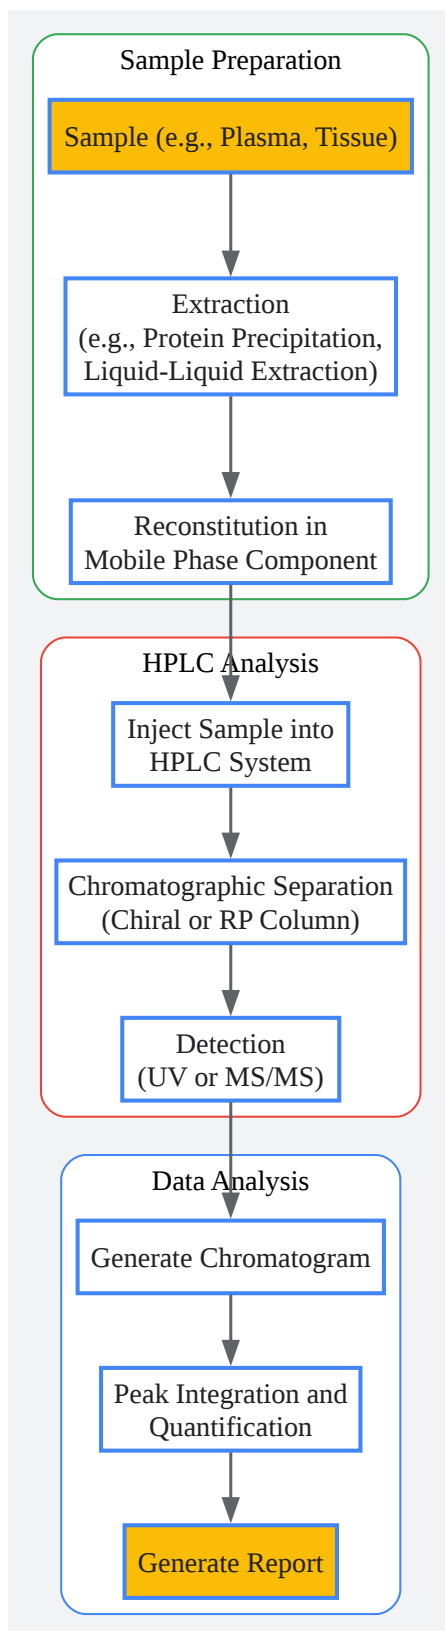 Sample Preparation
Sample (e.g., Plasma, Tissue)
Extraction
(e.g., Protein Precipitation,
Liquid-Liquid Extraction)
Reconstitution in
Mobile Phase Component
HPLC Analysis
Inject Sample into
HPLC System
Chromatographic Separation
(Chiral or RP Column)
Detection
(UV or MS/MS)
Data Analysis
Generate Chromatogram
Peak Integration and
Quantification
Generate Report